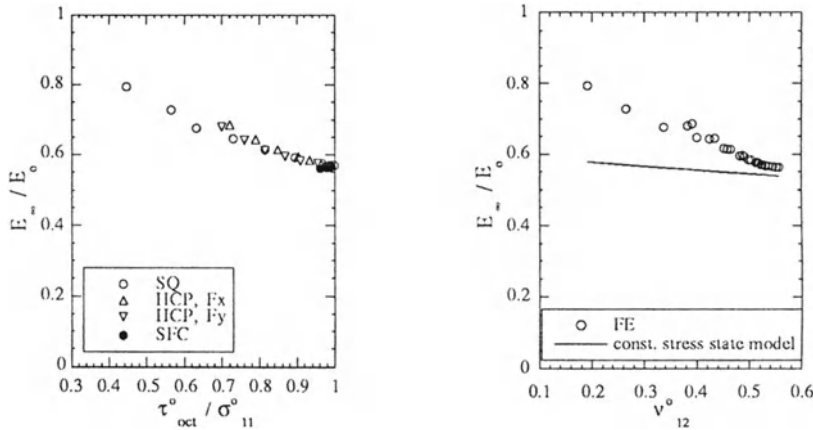 1
0.8
0.6
0.4
0.2
0
E∞ / Eo
SQ
HCP, Fx
HCP, Fy
SFC
0.3 0.4 0.5 0.6 0.7 0.8 0.9 1
τ°oct / σ°11
1
0.8
0.6
0.4
0.2
0
E∞ / Eo
FE
const. stress state model
0.1 0.2 0.3 0.4 0.5 0.6
ν°12